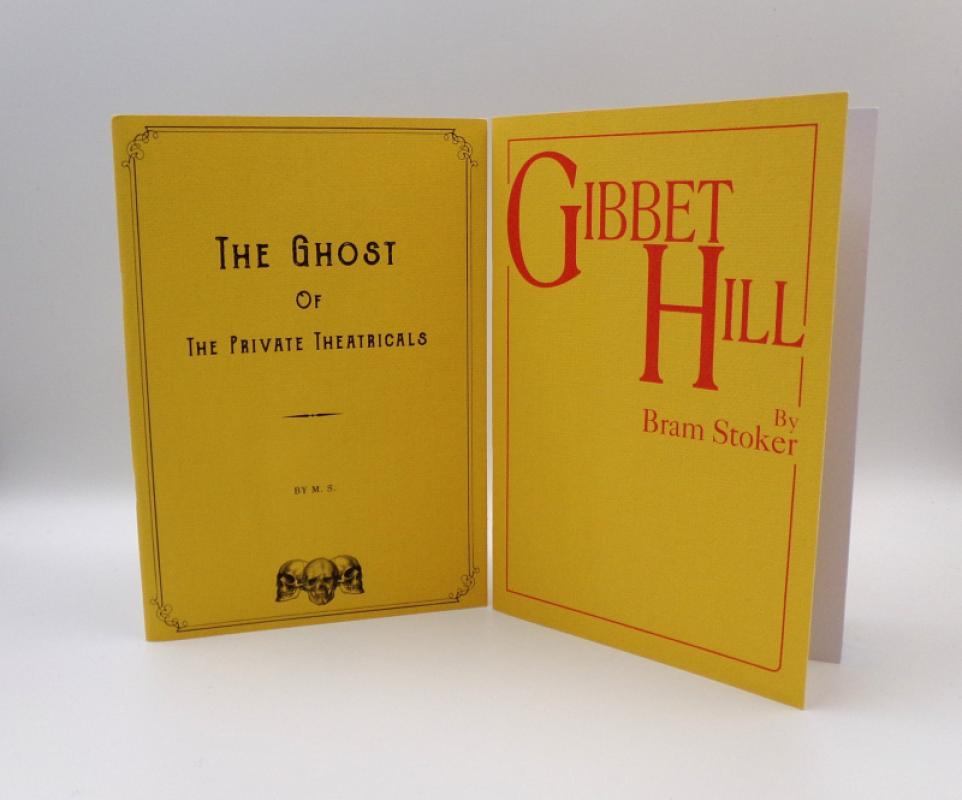 The Ghost
Of
The Private Theatricals
BY M. S.
Gibbet
Hill
By
Bram Stoker